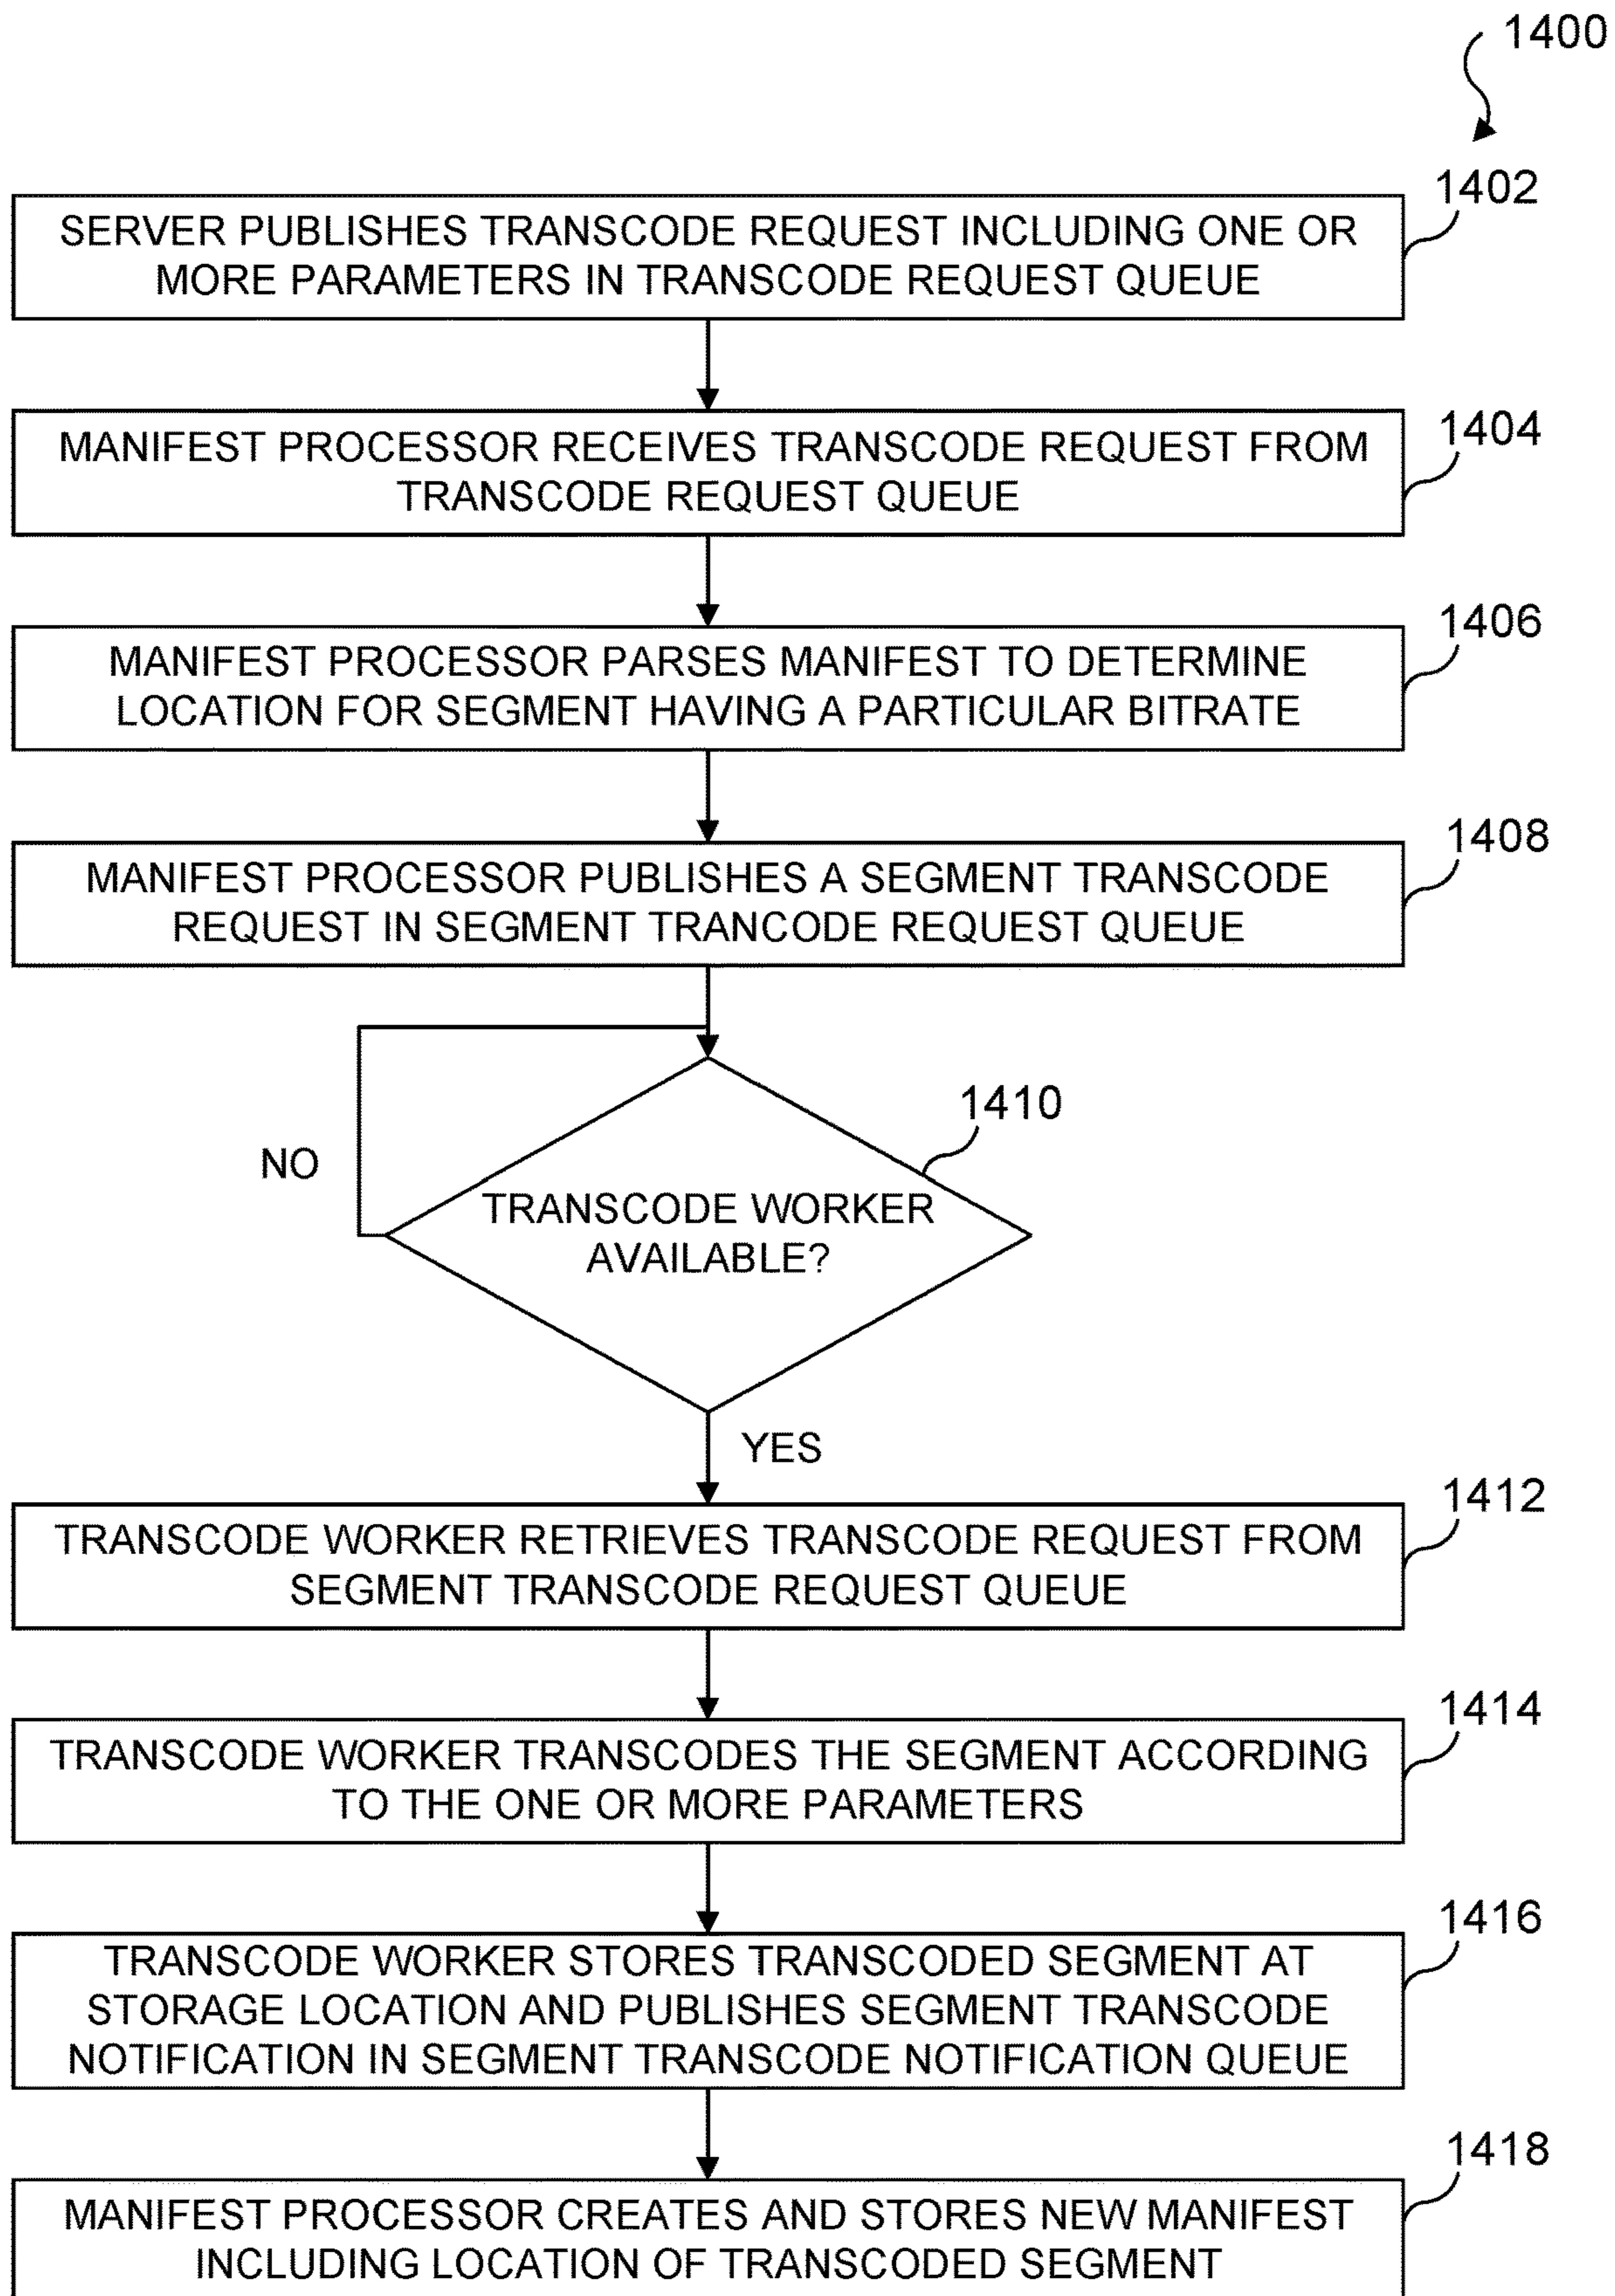 1400
1402
SERVER PUBLISHES TRANSCODE REQUEST INCLUDING ONE OR
MORE PARAMETERS IN TRANSCODE REQUEST QUEUE
1404
MANIFEST PROCESSOR RECEIVES TRANSCODE REQUEST FROM
TRANSCODE REQUEST QUEUE
1406
MANIFEST PROCESSOR PARSES MANIFEST TO DETERMINE
LOCATION FOR SEGMENT HAVING A PARTICULAR BITRATE
1408
MANIFEST PROCESSOR PUBLISHES A SEGMENT TRANSCODE
REQUEST IN SEGMENT TRANCODE REQUEST QUEUE
1410
NO
TRANSCODE WORKER
AVAILABLE?
YES
1412
TRANSCODE WORKER RETRIEVES TRANSCODE REQUEST FROM
SEGMENT TRANSCODE REQUEST QUEUE
1414
TRANSCODE WORKER TRANSCODES THE SEGMENT ACCORDING
TO THE ONE OR MORE PARAMETERS
1416
TRANSCODE WORKER STORES TRANSCODED SEGMENT AT
STORAGE LOCATION AND PUBLISHES SEGMENT TRANSCODE
NOTIFICATION IN SEGMENT TRANSCODE NOTIFICATION QUEUE
1418
MANIFEST PROCESSOR CREATES AND STORES NEW MANIFEST
INCLUDING LOCATION OF TRANSCODED SEGMENT